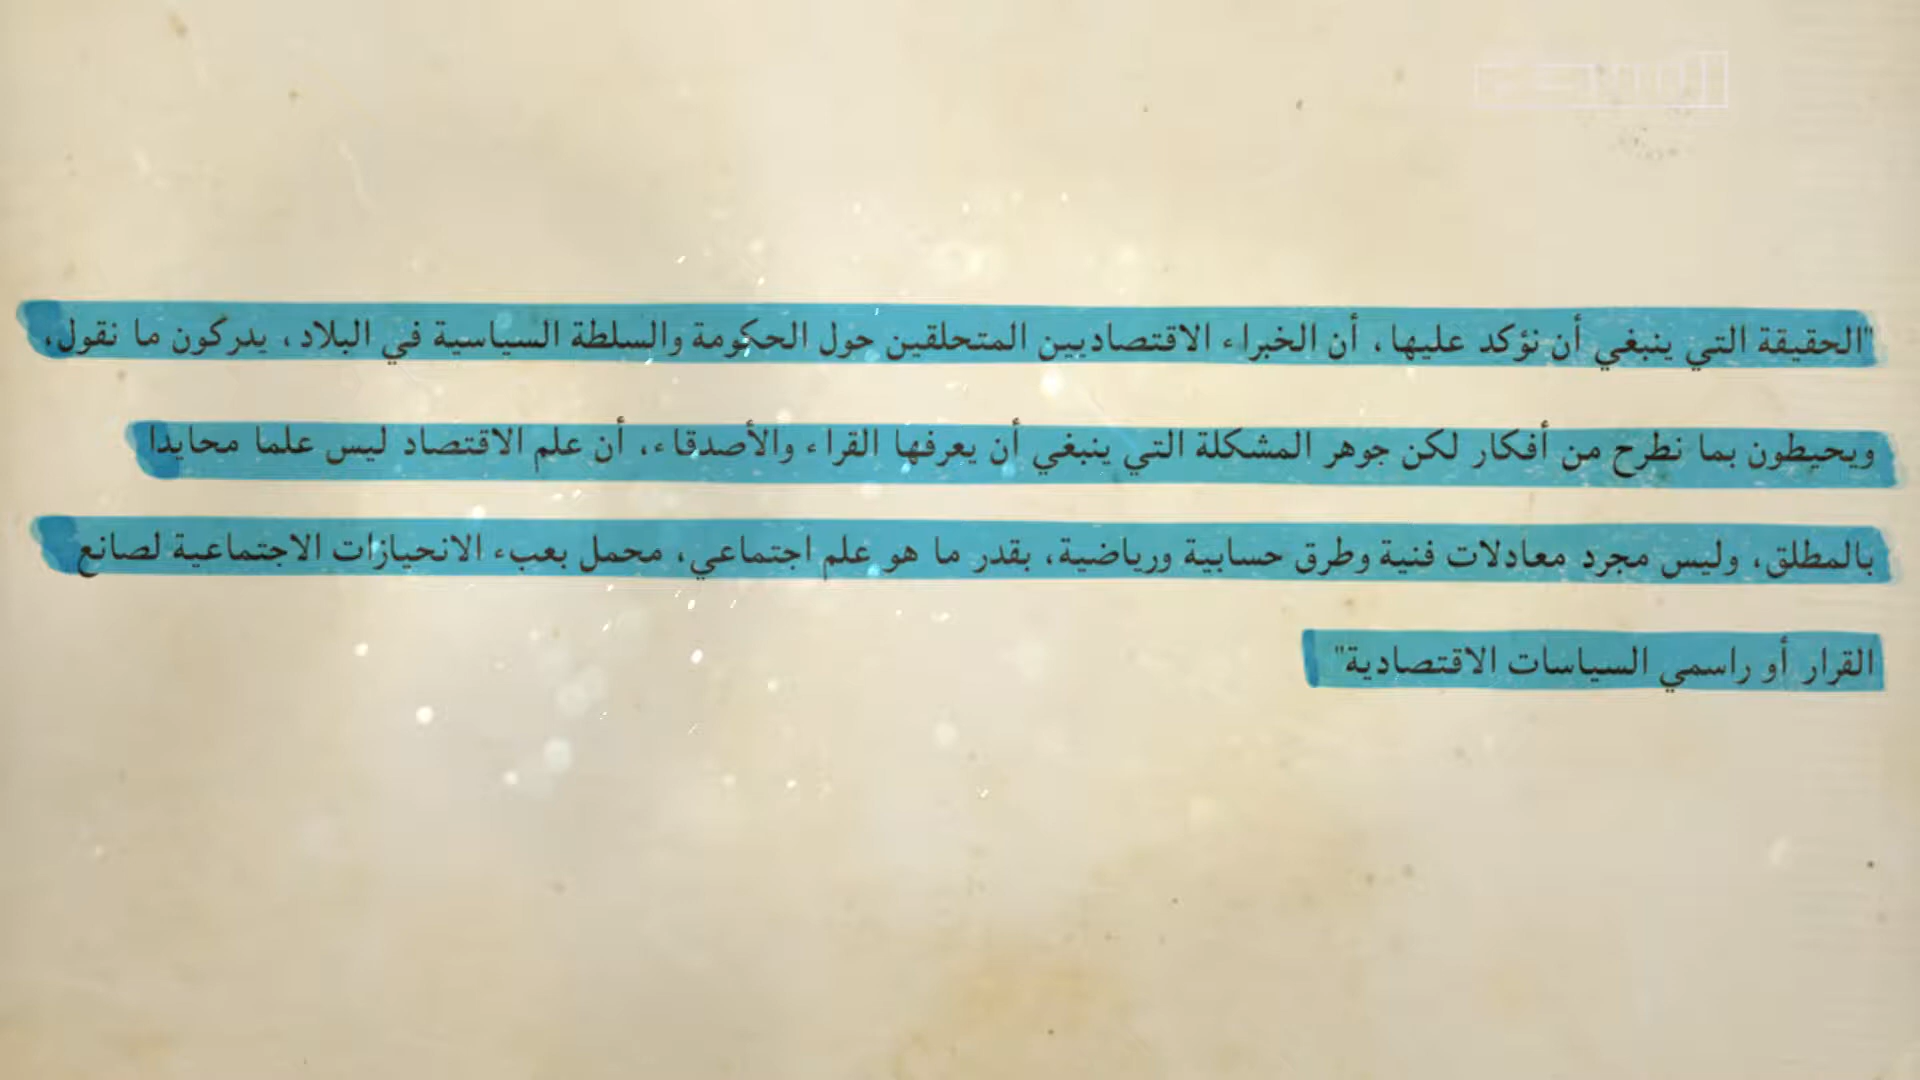 "الحقيقة التي ينبغي أن نؤكد عليها، أن الخبراء الاقتصاديين المتحلقين حول الحكومة والسلطة السياسية في البلاد، يدركون ما نقول،
ويحيطون بما نطرح من أفكار لكن جوهر المشكلة التي ينبغي أن يعرفها القراء والأصدقاء، أن علم الاقتصاد ليس علما محايدا
بالمطلق، وليس مجرد معادلات فنية وطرق حسابية ورياضية، بقدر ما هو علم اجتماعي، محمل بعبء الانحيازات الاجتماعية لصانع
القرار أو راسمي السياسات الاقتصادية"